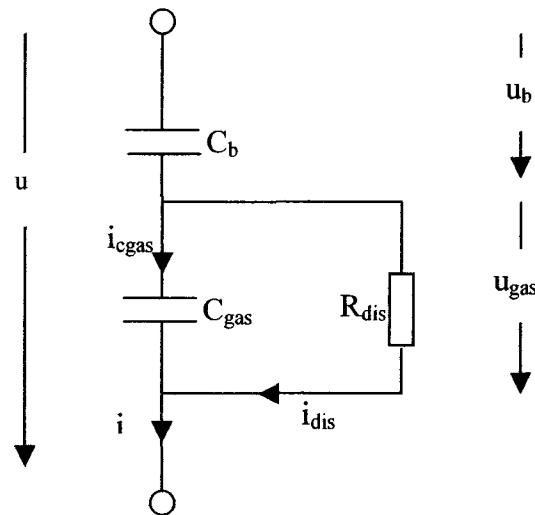 u_b
C_b
u
i_cgas
u_gas
C_gas
R_dis
i_dis
i